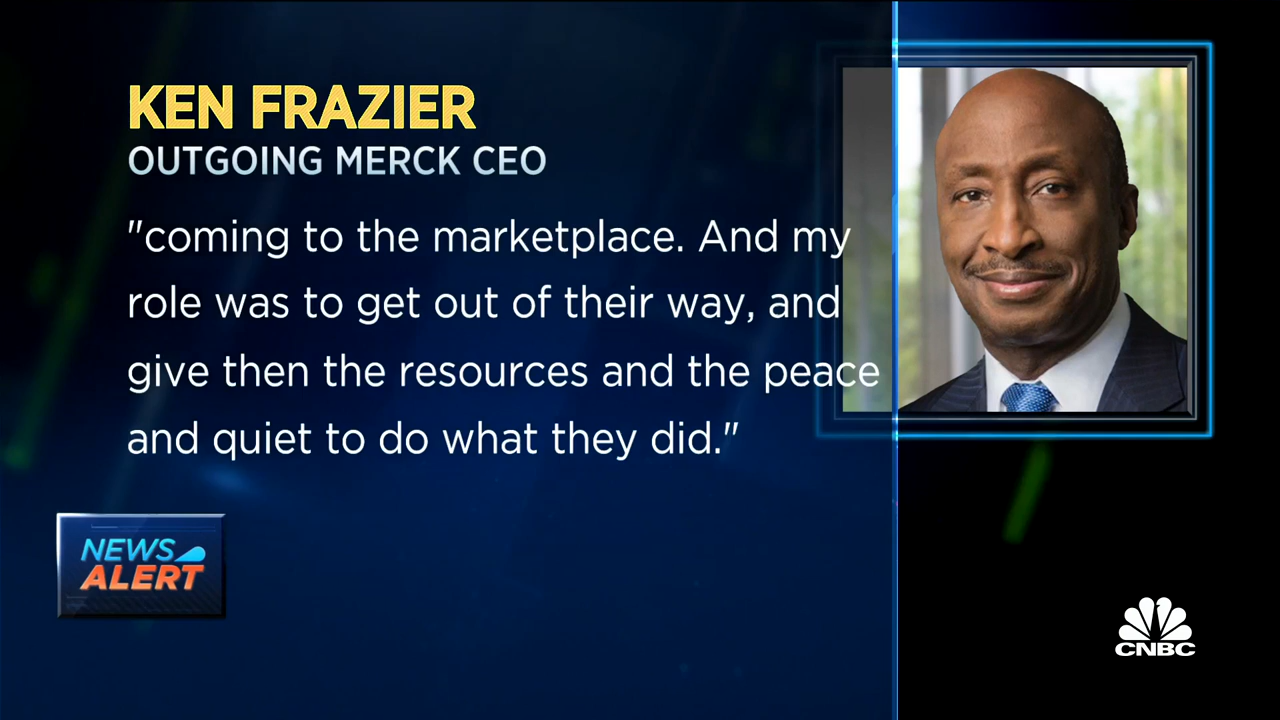 KEN FRAZIER
OUTGOING MERCK CEO
"coming to the marketplace. And my
role was to get out of their way, and
give then the resources and the peace
and quiet to do what they did."
NEWS
ALERT
CNBC